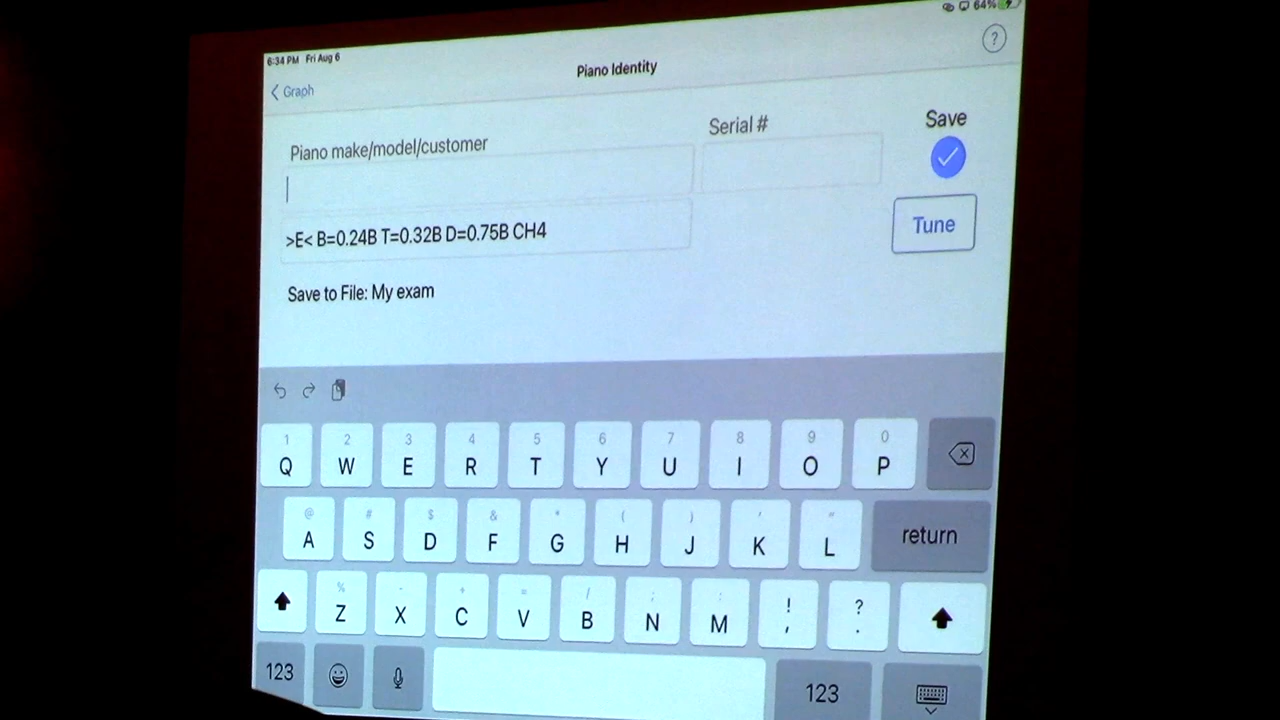 6:34 PM Fri Aug 6
64%
Graph
Piano Identity
?
Piano make/model/customer
Serial #
Save
>E< B=0.24B T=0.32B D=0.75B CH4
Tune
Save to File: My exam
1 2 3 4 5 6 7 8 9 0
Q W E R T Y U I O P
@ # $ & * ( ) ' "
A S D F G H J K L return
% - + = / ; : ! ?
Z X C V B N M , .
123 123